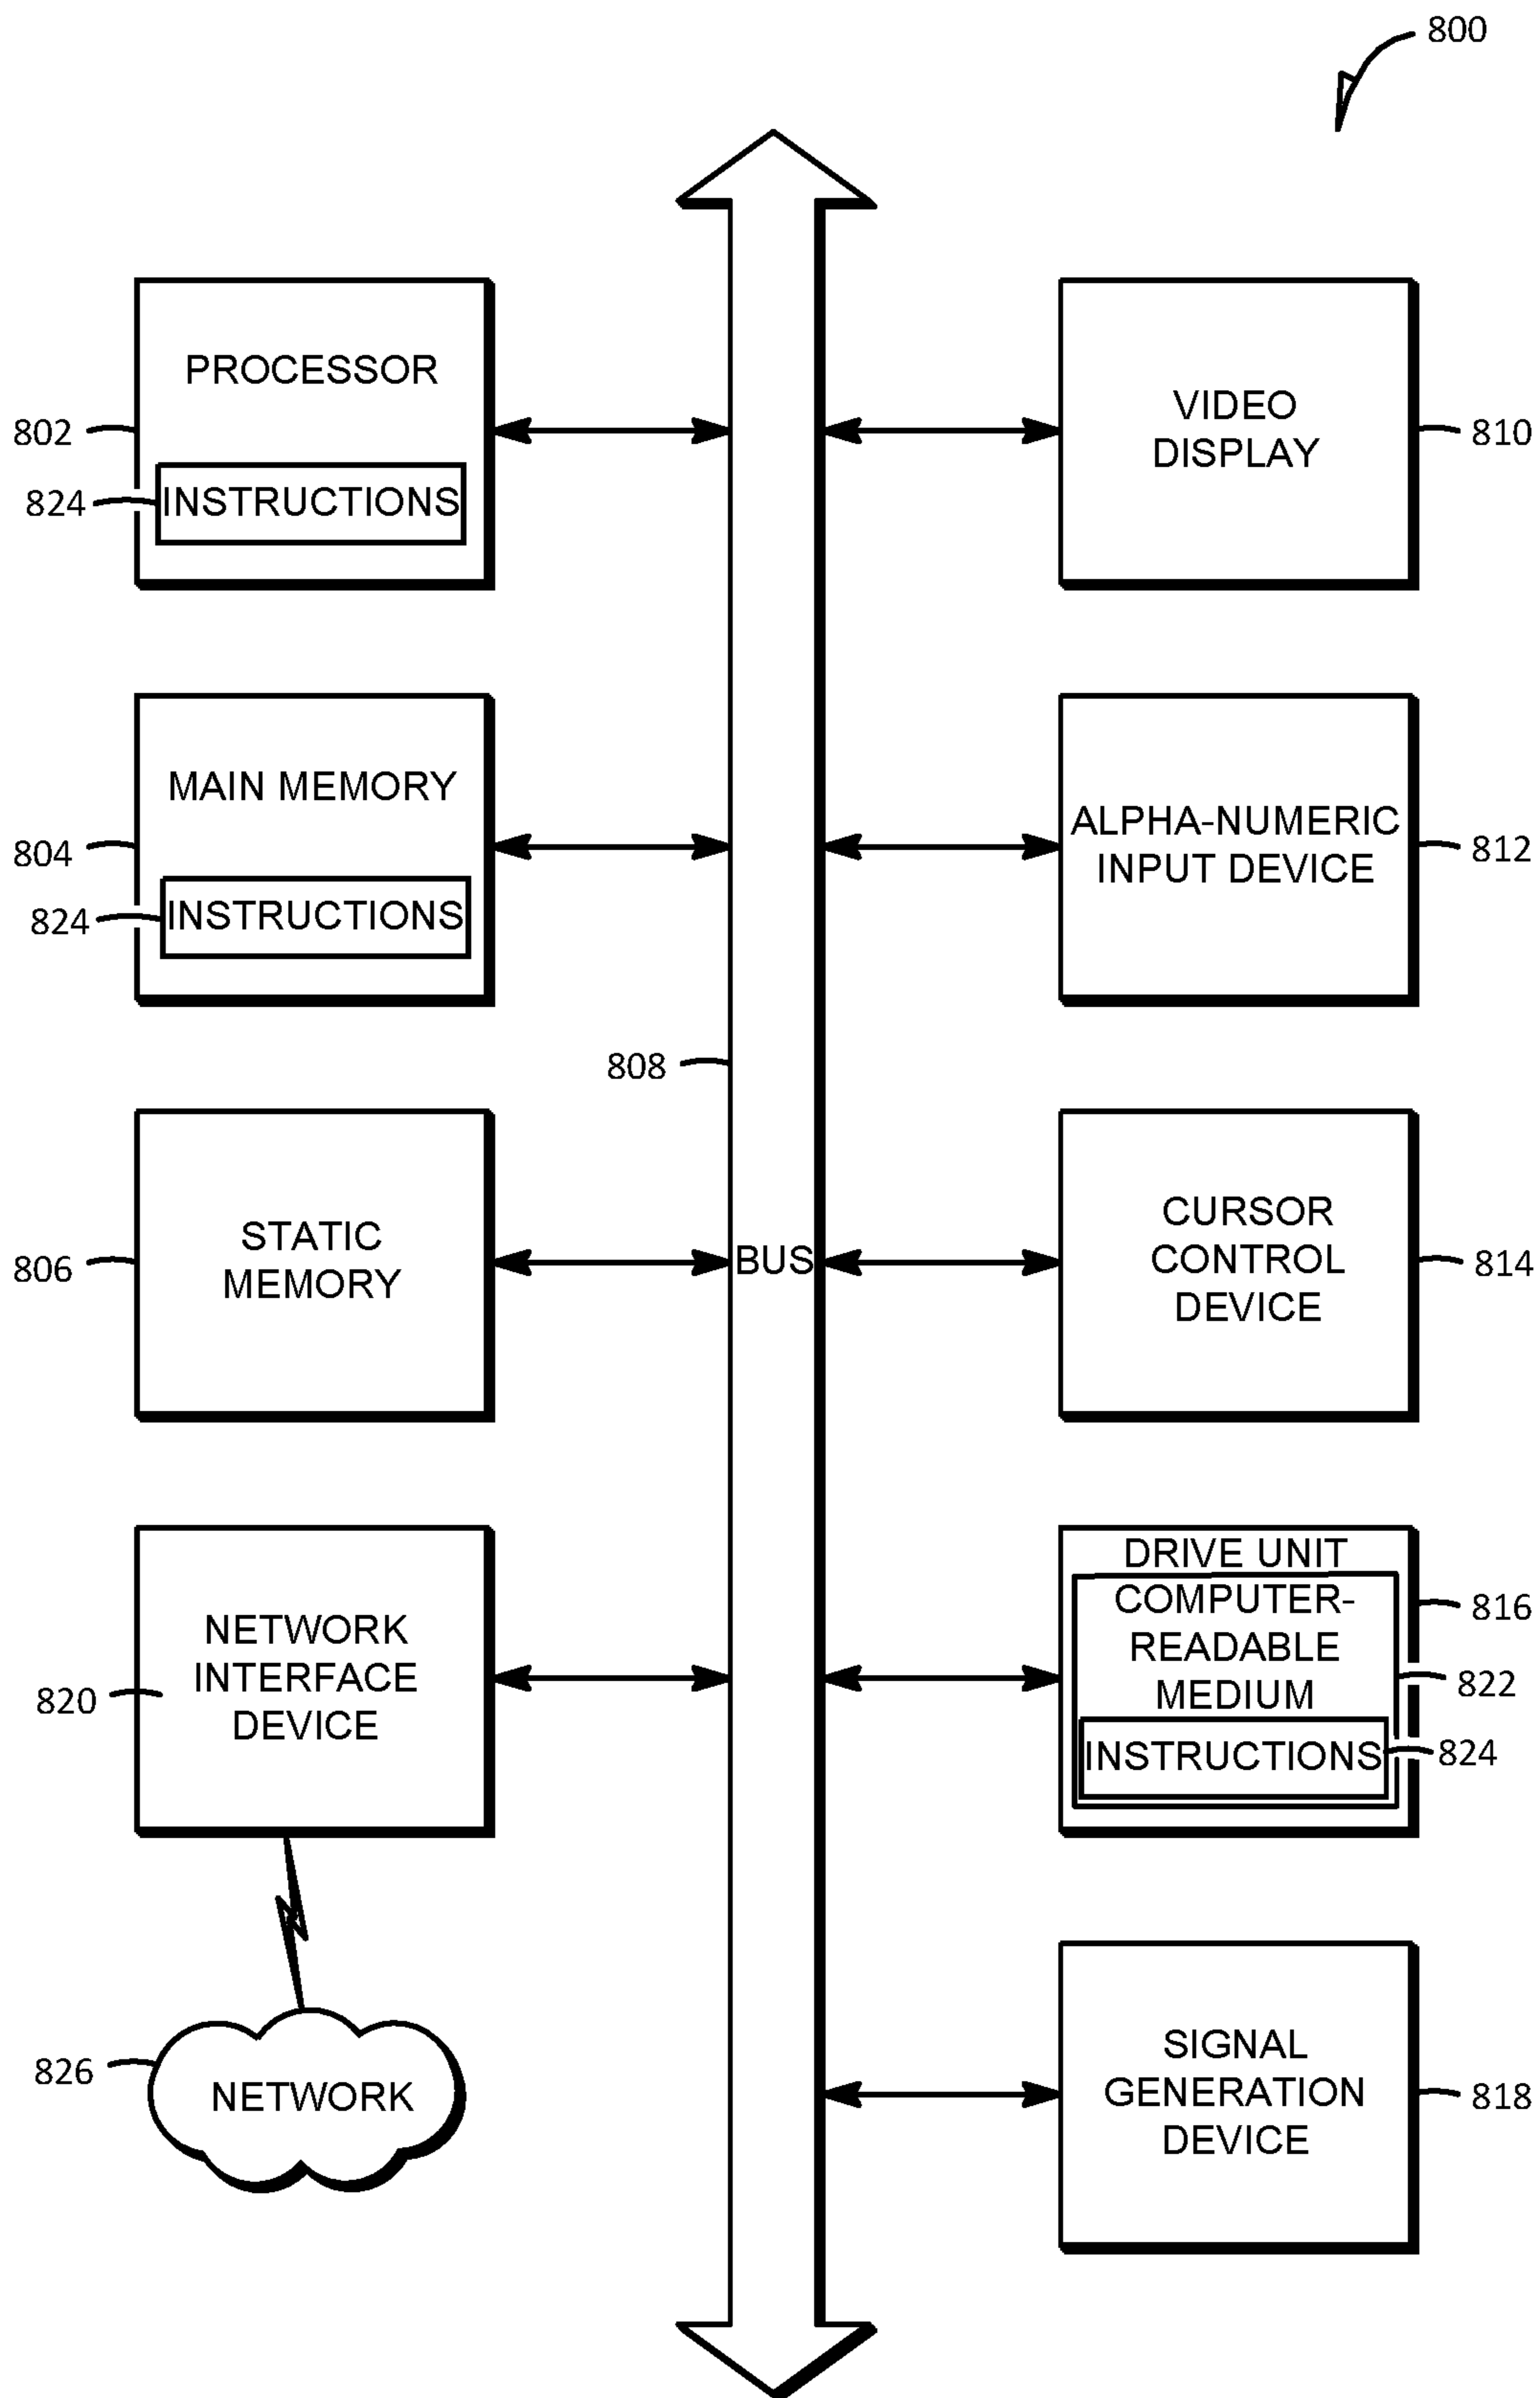 800
PROCESSOR
802
824
INSTRUCTIONS
VIDEO
DISPLAY
810
MAIN MEMORY
804
824
INSTRUCTIONS
ALPHA-NUMERIC
INPUT DEVICE
812
808
STATIC
MEMORY
806
BUS
CURSOR
CONTROL
DEVICE
814
NETWORK
INTERFACE
DEVICE
820
DRIVE UNIT
COMPUTER-
READABLE
MEDIUM
INSTRUCTIONS
816
822
824
826
NETWORK
SIGNAL
GENERATION
DEVICE
818